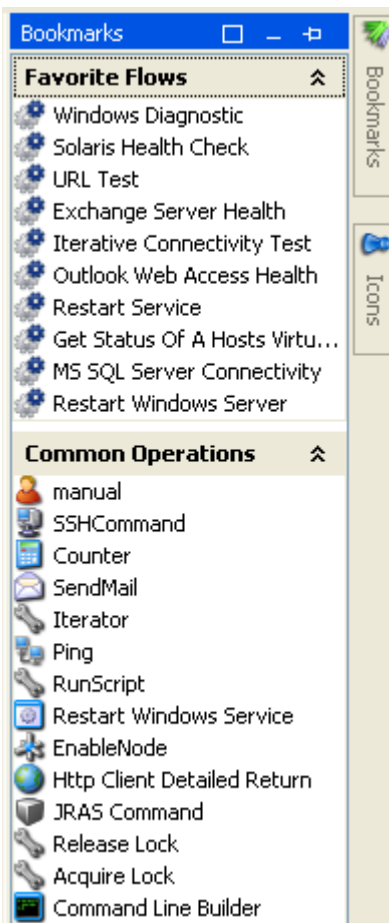 Bookmarks
Favorite Flows
Windows Diagnostic
Solaris Health Check
URL Test
Exchange Server Health
Iterative Connectivity Test
Outlook Web Access Health
Restart Service
Get Status Of A Hosts Virtu...
MS SQL Server Connectivity
Restart Windows Server
Common Operations
manual
SSHCommand
Counter
SendMail
Iterator
Ping
RunScript
Restart Windows Service
EnableNode
Http Client Detailed Return
JRAS Command
Release Lock
Acquire Lock
Command Line Builder
Bookmarks
Icons